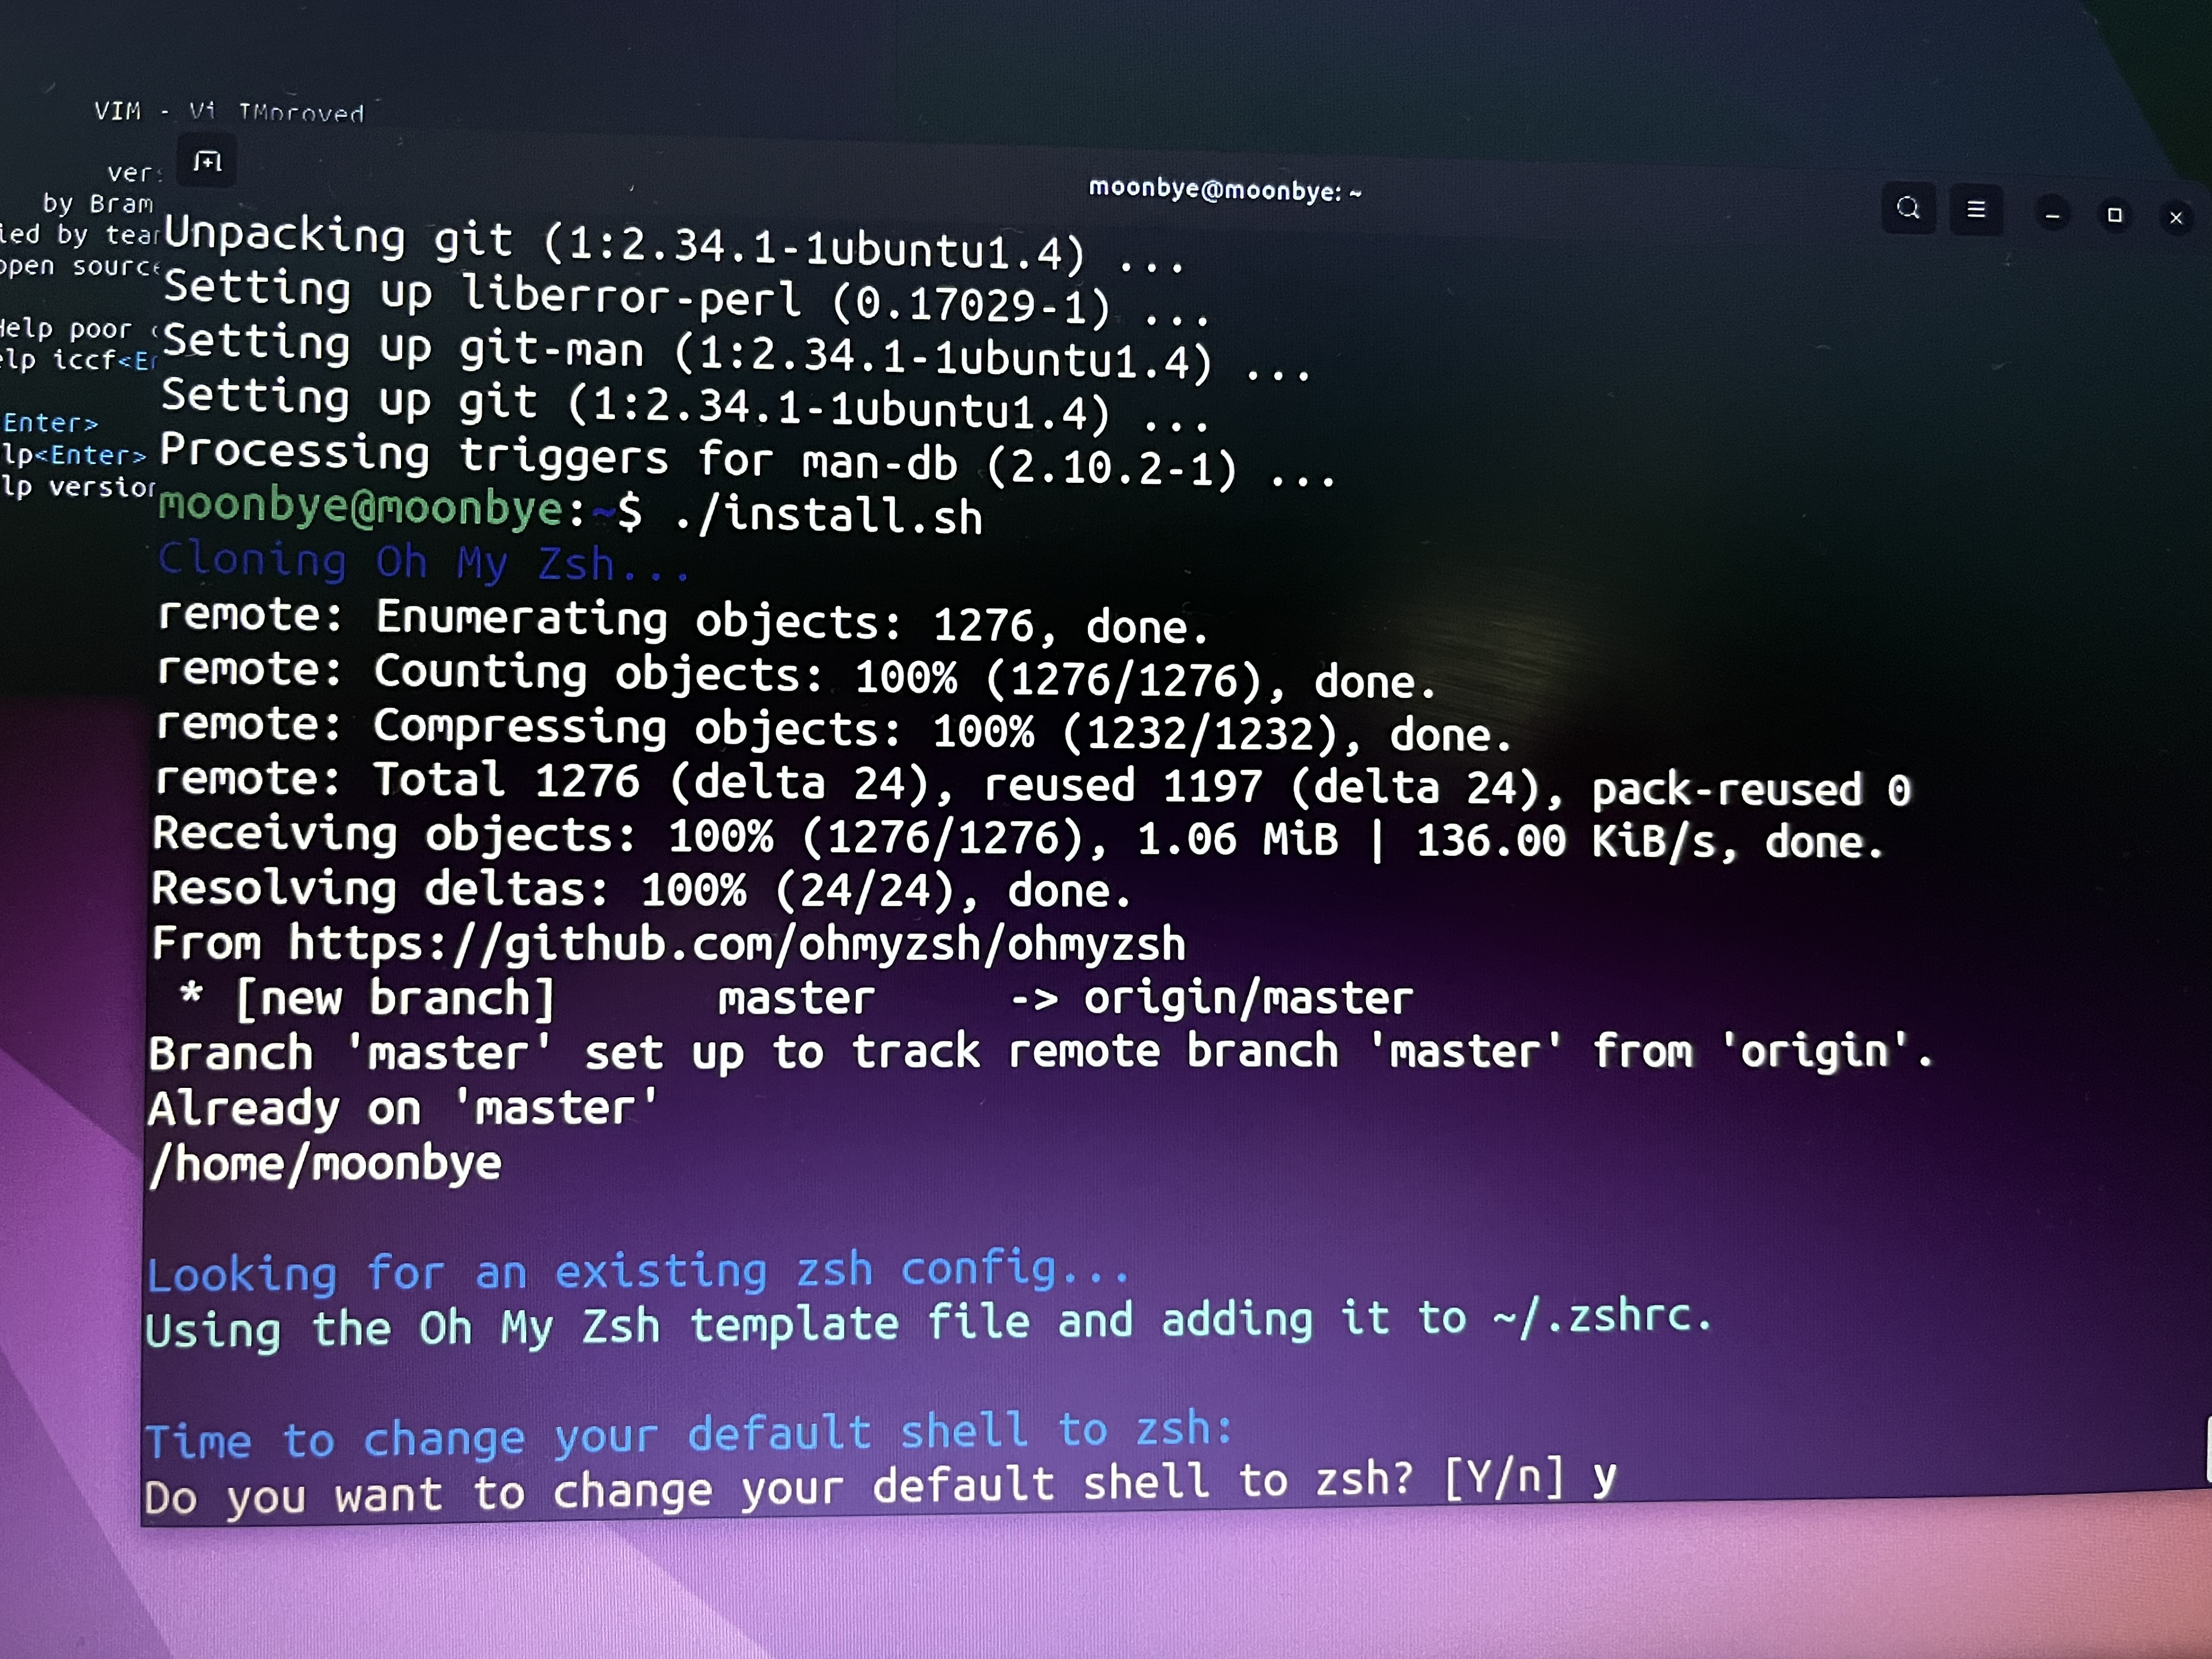 VIM - Vi IMproved
by Bram
open source
Help poor
iccf
Enter>
lp<Enter>
lp version
moonbye@moonbye: ~
Unpacking git (1:2.34.1-1ubuntu1.4) ...
Setting up liberror-perl (0.17029-1) ...
Setting up git-man (1:2.34.1-1ubuntu1.4) ...
Setting up git (1:2.34.1-1ubuntu1.4) ...
Processing triggers for man-db (2.10.2-1) ...
moonbye@moonbye:~$ ./install.sh
Cloning Oh My Zsh...
remote: Enumerating objects: 1276, done.
remote: Counting objects: 100% (1276/1276), done.
remote: Compressing objects: 100% (1232/1232), done.
remote: Total 1276 (delta 24), reused 1197 (delta 24), pack-reused 0
Receiving objects: 100% (1276/1276), 1.06 MiB | 136.00 KiB/s, done.
Resolving deltas: 100% (24/24), done.
From https://github.com/ohmyzsh/ohmyzsh
 * [new branch]      master     -> origin/master
Branch 'master' set up to track remote branch 'master' from 'origin'.
Already on 'master'
/home/moonbye
Looking for an existing zsh config...
Using the Oh My Zsh template file and adding it to ~/.zshrc.
Time to change your default shell to zsh:
Do you want to change your default shell to zsh? [Y/n] y